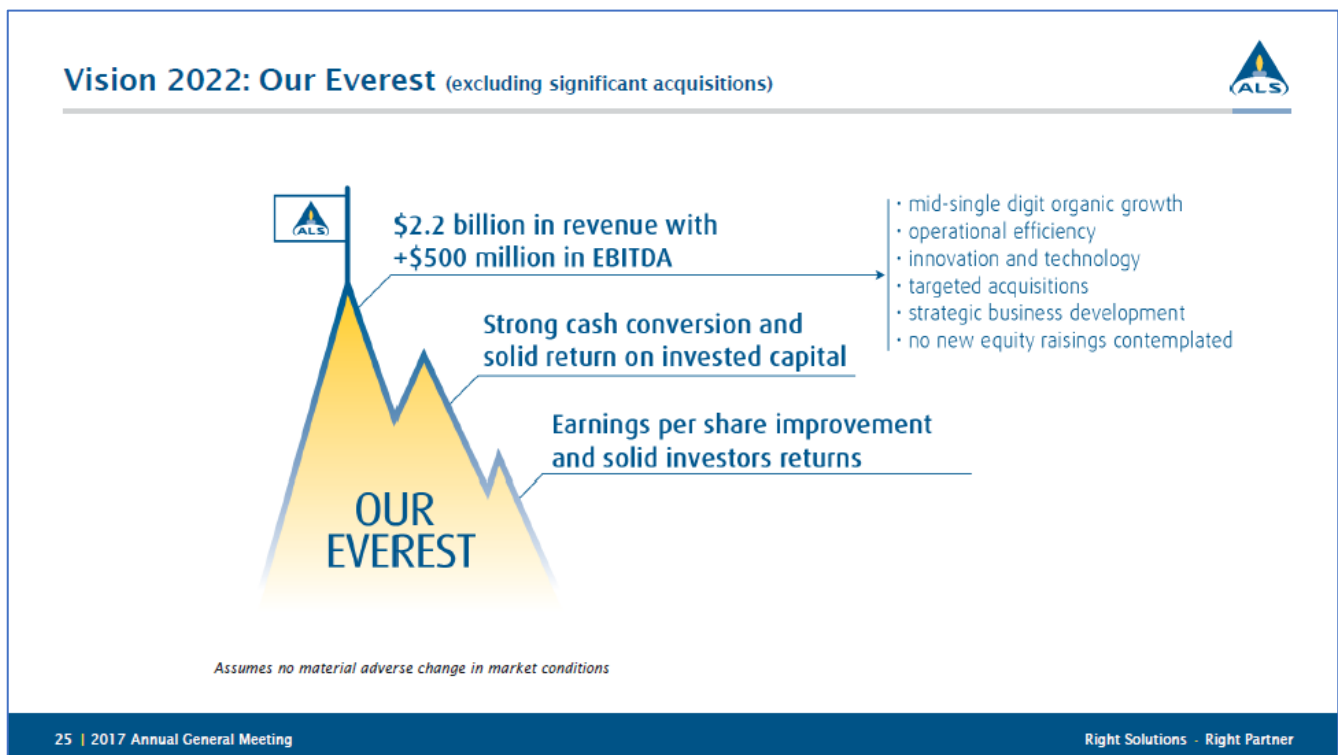 Vision 2022: Our Everest (excluding significant acquisitions)
ALS
ALS
$2.2 billion in revenue with
+$500 million in EBITDA
· mid-single digit organic growth
· operational efficiency
· innovation and technology
· targeted acquisitions
· strategic business development
· no new equity raisings contemplated
Strong cash conversion and
solid return on invested capital
Earnings per share improvement
and solid investors returns
OUR
EVEREST
Assumes no material adverse change in market conditions
25 | 2017 Annual General Meeting
Right Solutions · Right Partner